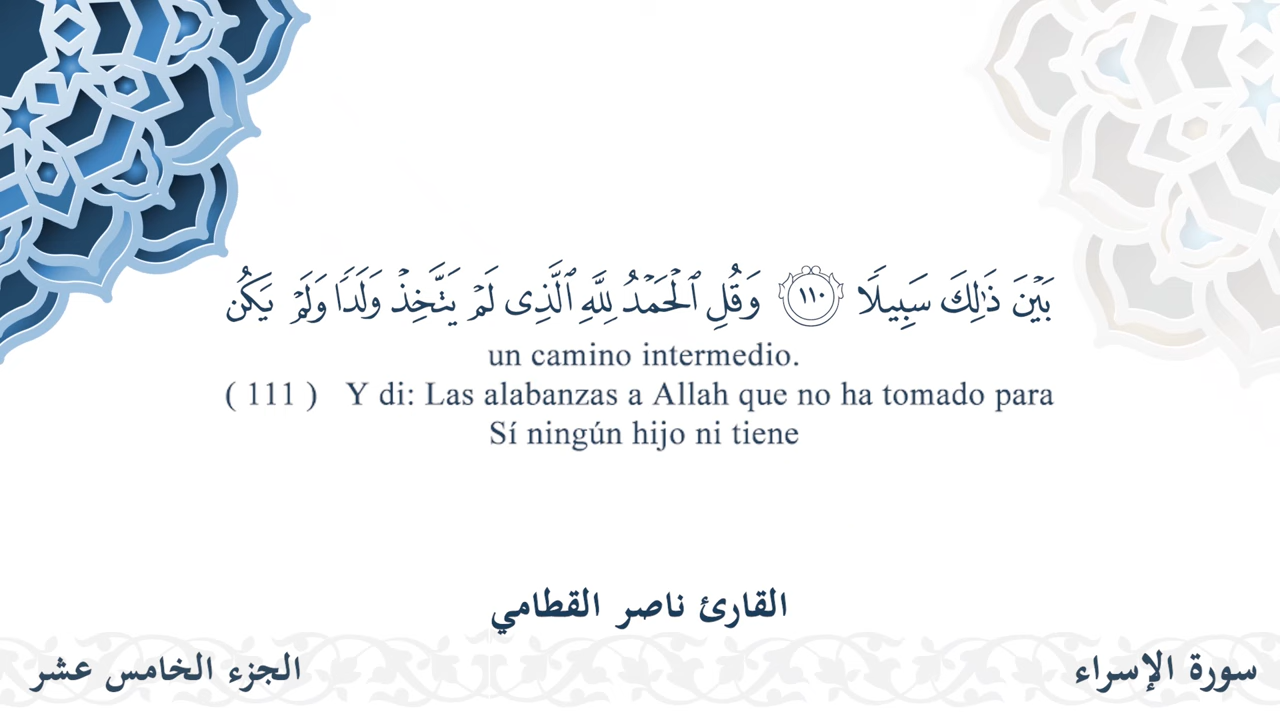 بَيْنَ ذَٰلِكَ سَبِيلًا ١١٠ وَقُلِ ٱلْحَمْدُ لِلَّهِ ٱلَّذِى لَمْ يَتَّخِذْ وَلَدًا وَلَمْ يَكُن
un camino intermedio.
( 111 ) Y di: Las alabanzas a Allah que no ha tomado para
Sí ningún hijo ni tiene
القارئ ناصر القطامي
سورة الإسراء
الجزء الخامس عشر